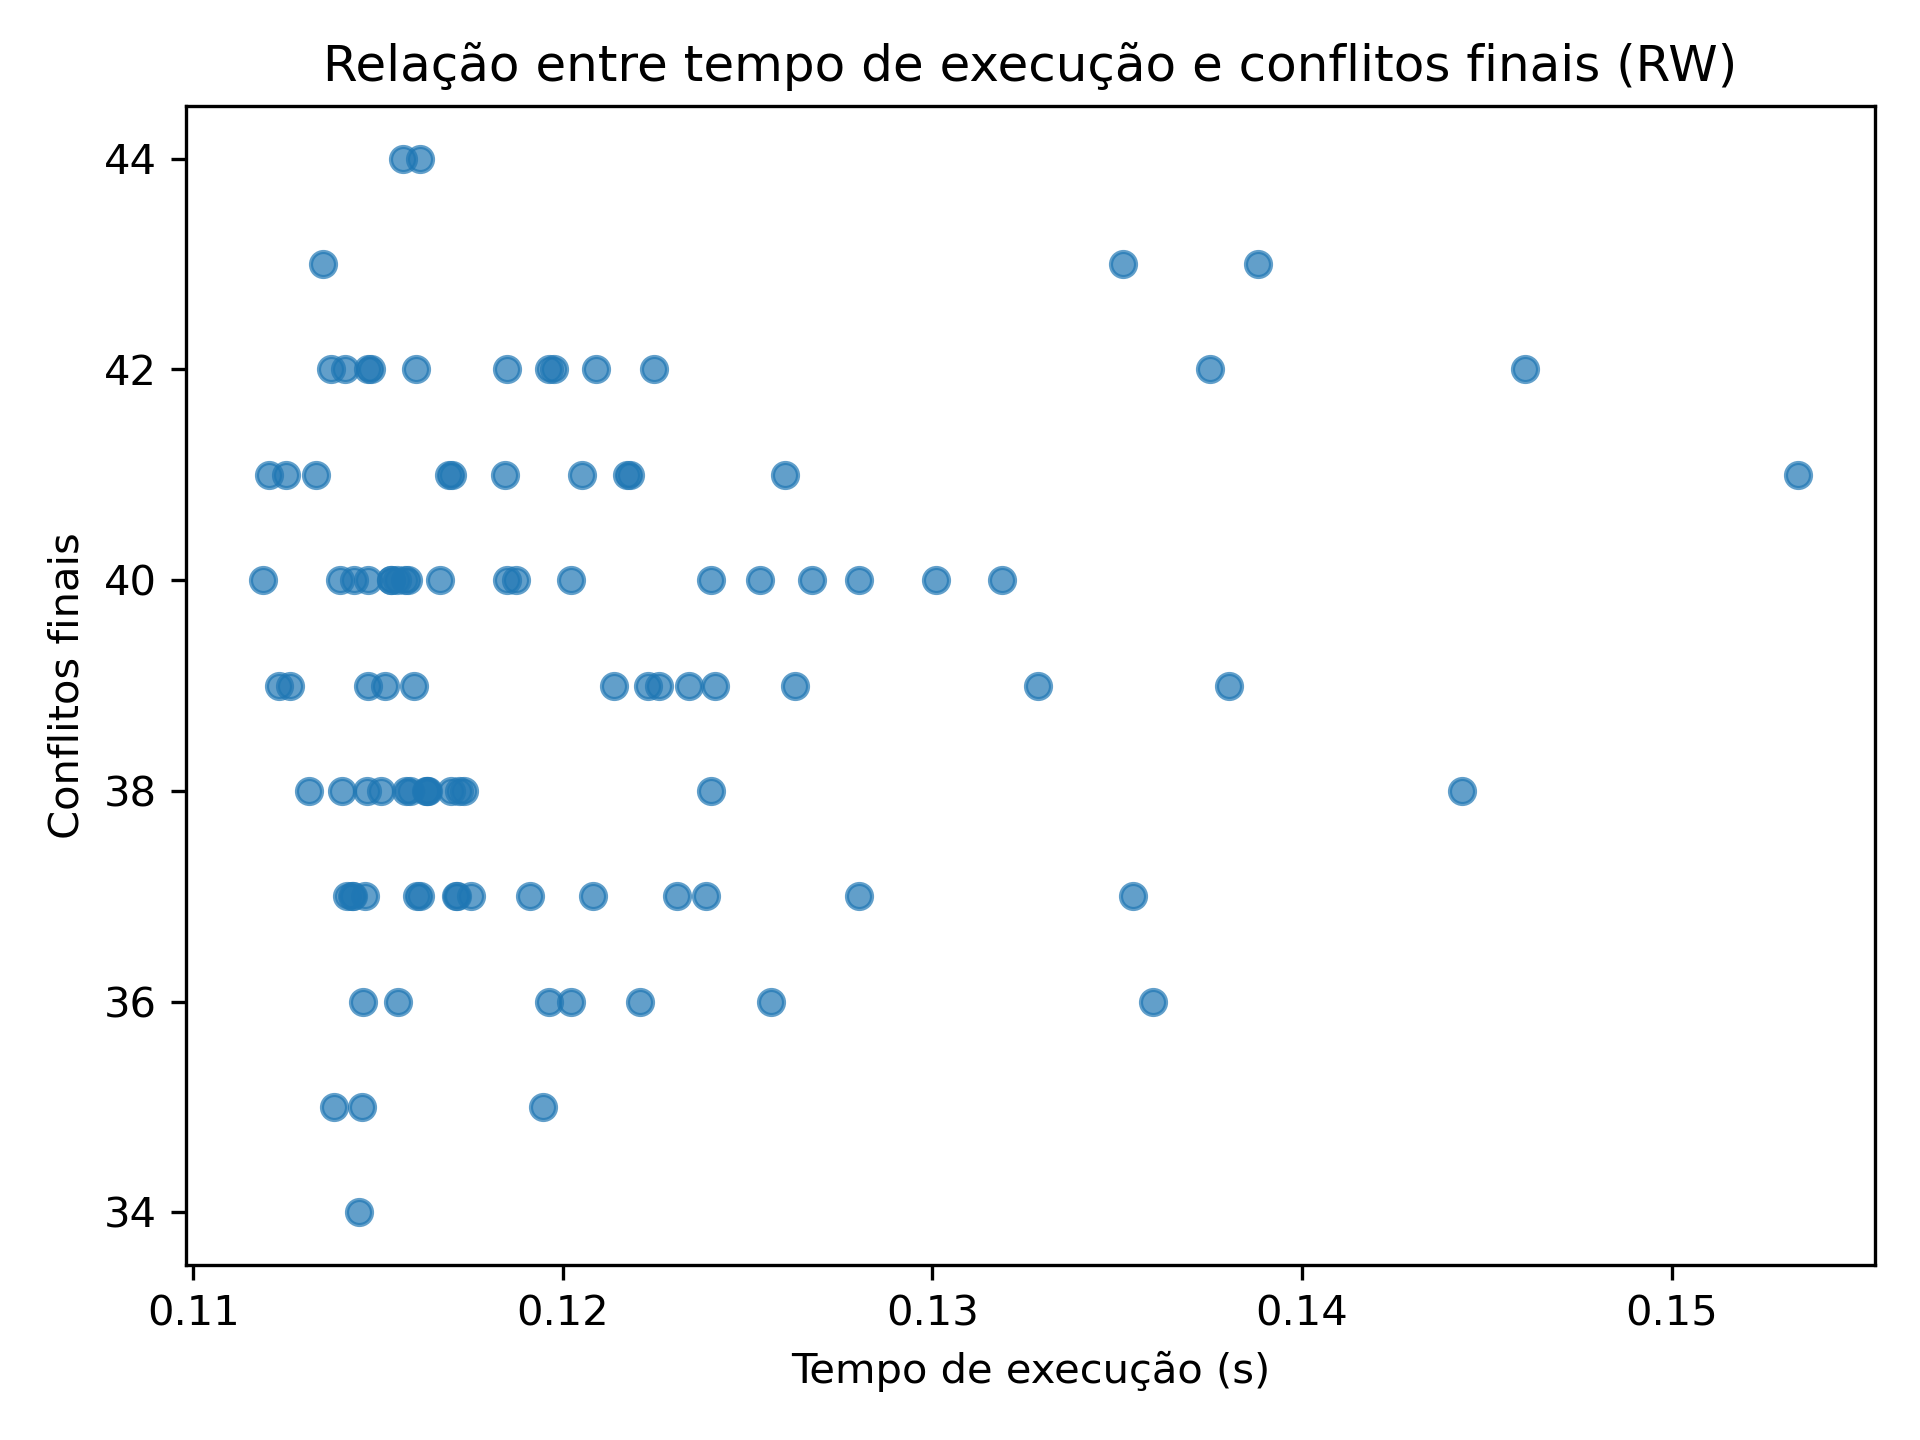 Relação entre tempo de execução e conflitos finais (RW)
44
42
40
38
36
34
Conflitos finais
0.11 0.12 0.13 0.14 0.15
Tempo de execução (s)